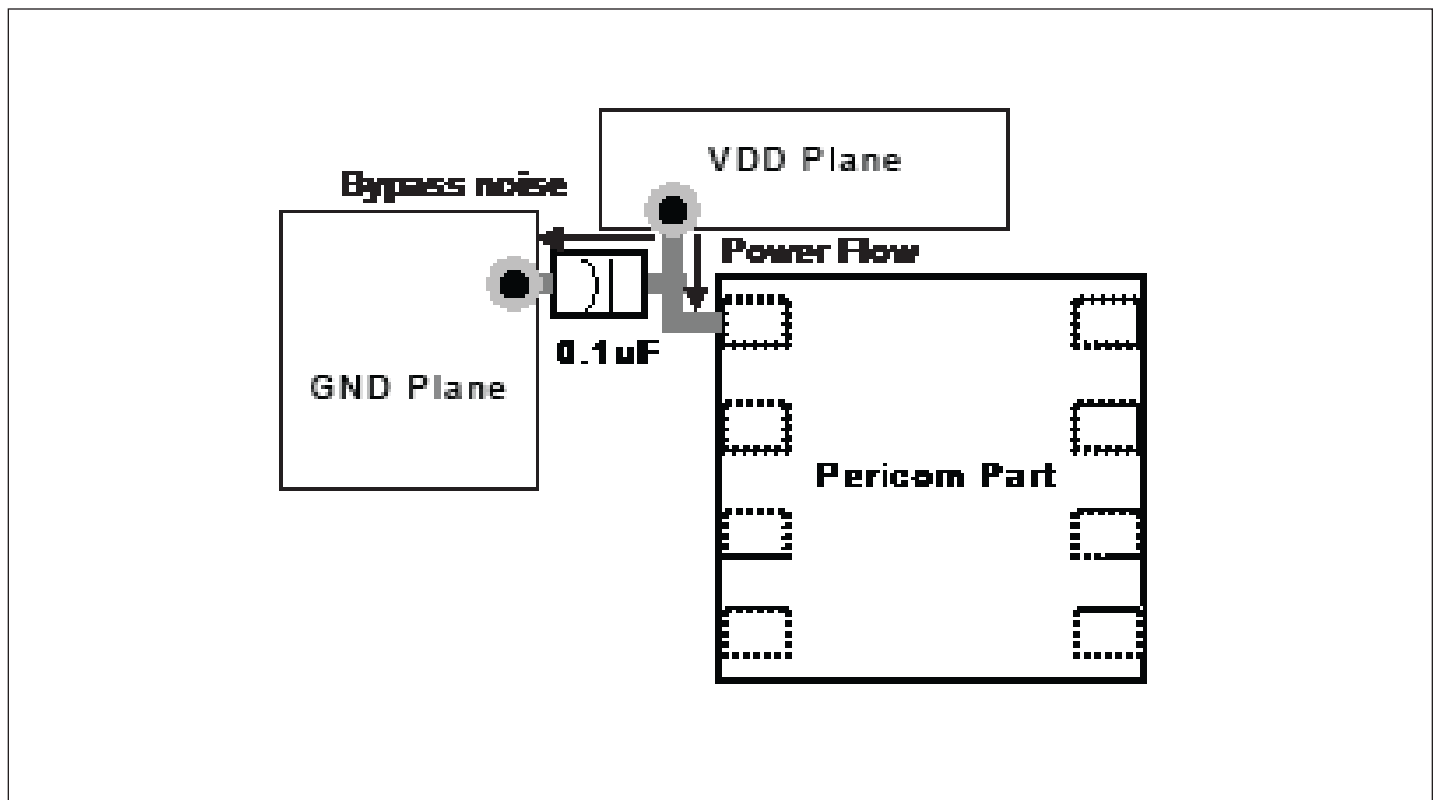 VDD Plane
Bypass noise
Power Flow
0.1uF
GND Plane
Pericom Part